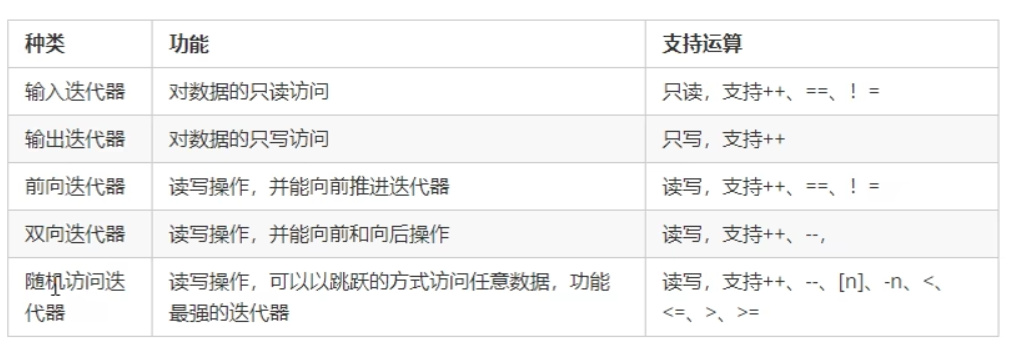 种类 功能 支持运算
输入迭代器 对数据的只读访问 只读，支持++、==、！=
输出迭代器 对数据的只写访问 只写，支持++
前向迭代器 读写操作，并能向前推进迭代器 读写，支持++、==、！=
双向迭代器 读写操作，并能向前和向后操作 读写，支持++、--，
随机访问迭 读写操作，可以以跳跃的方式访问任意数据，功能 读写，支持++、--、[n]、-n、<、
代器 最强的迭代器 <=、>、>=